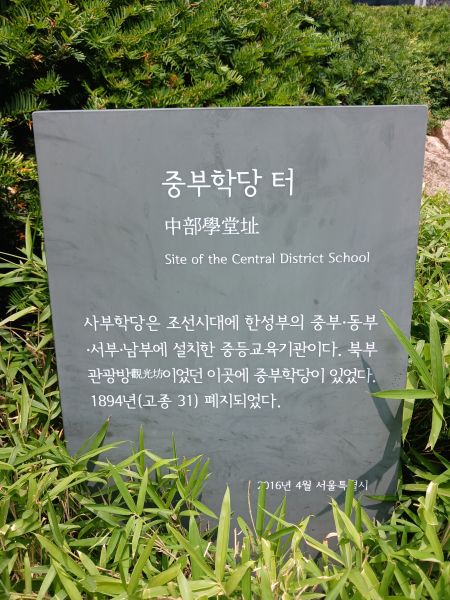 중부학당 터
中部學堂址
Site of the Central District School
사부학당은 조선시대에 한성부의 중부·동부
·서부·남부에 설치한 중등교육기관이다. 북부
관광방觀光坊이었던 이곳에 중부학당이 있었다.
1894년(고종 31) 폐지되었다.
2016년 4월 서울특별시